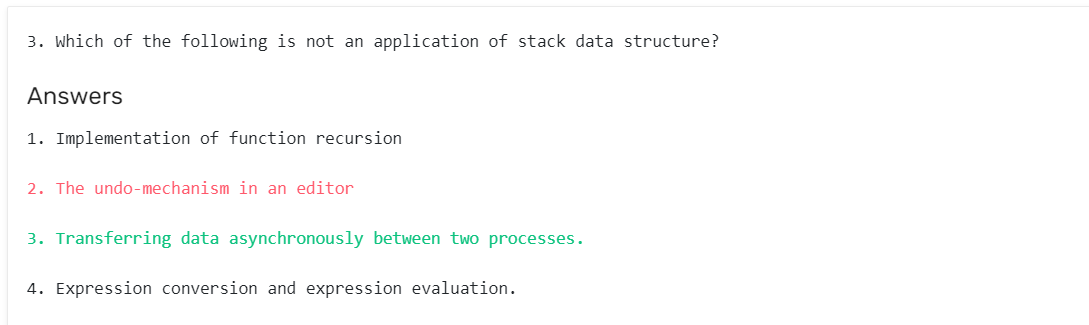 3. Which of the following is not an application of stack data structure?
Answers
1. Implementation of function recursion
2. The undo-mechanism in an editor
3. Transferring data asynchronously between two processes.
4. Expression conversion and expression evaluation.